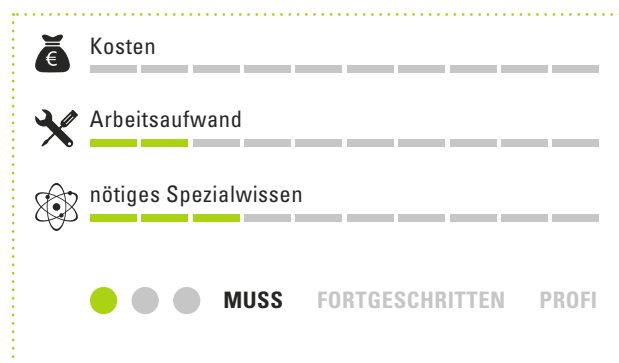 €
Kosten
Arbeitsaufwand
nötiges Spezialwissen
MUSS FORTGESCHRITTEN PROFI